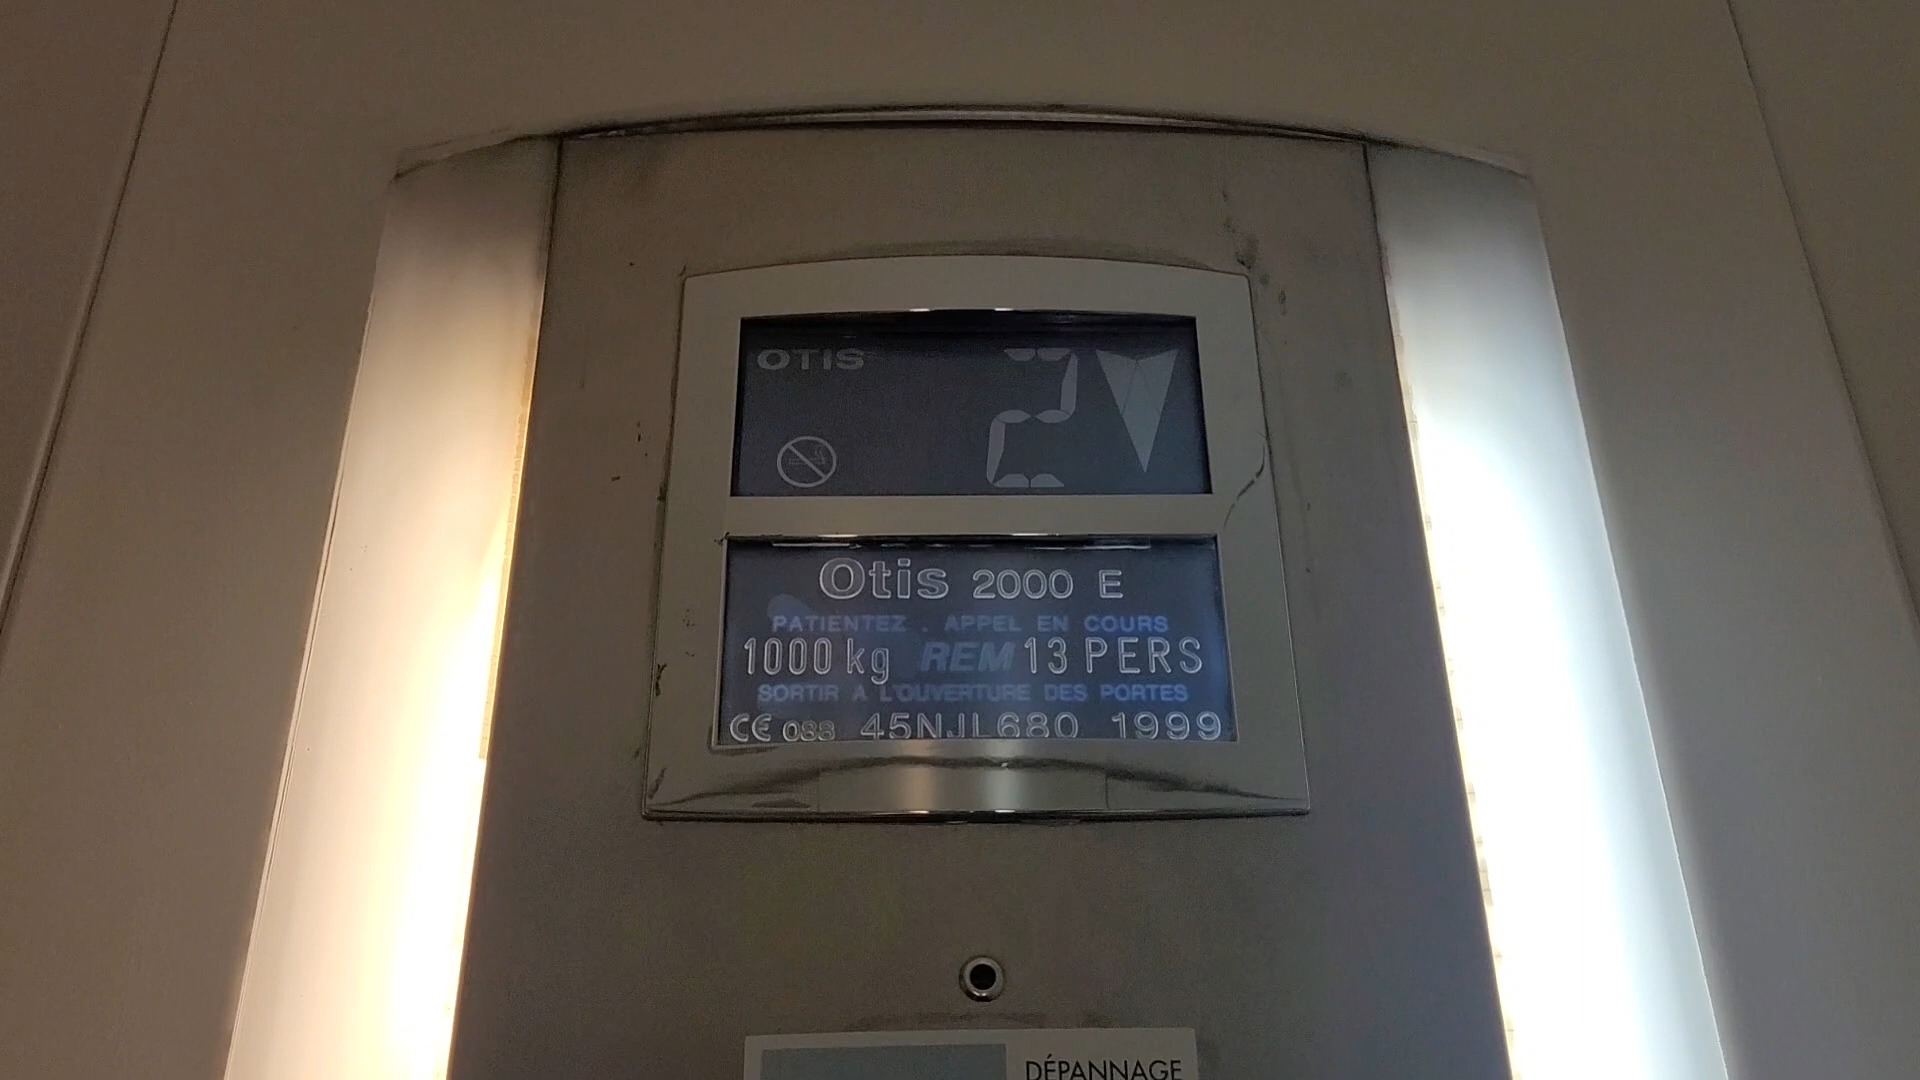 OTIS
2
Otis 2000 E
PATIENTEZ . APPEL EN COURS
1000 kg REM 13 PERS
SORTIR A L'OUVERTURE DES PORTES
CE 088 45NJL680 1999
DÉPANNAGE